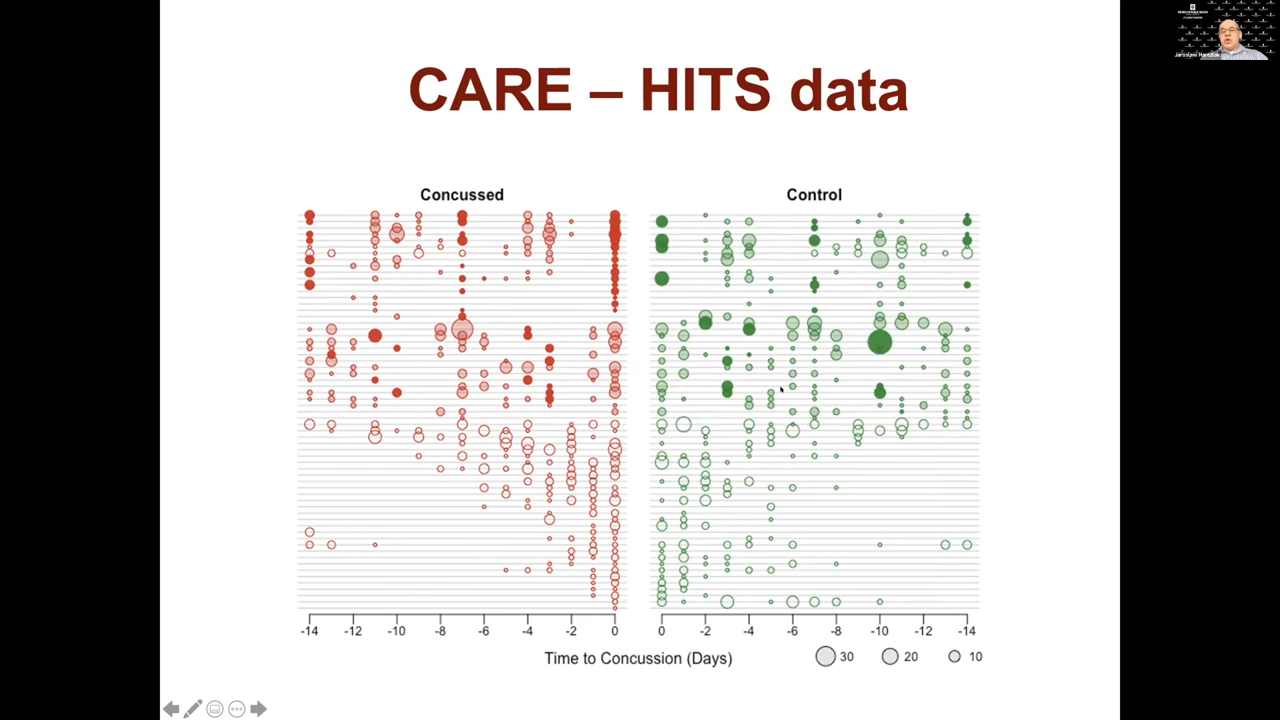 CARE – HITS data
Concussed
Control
-14 -12 -10 -8 -6 -4 -2 0
0 -2 -4 -6 -8 -10 -12 -14
Time to Concussion (Days)
30 20 10